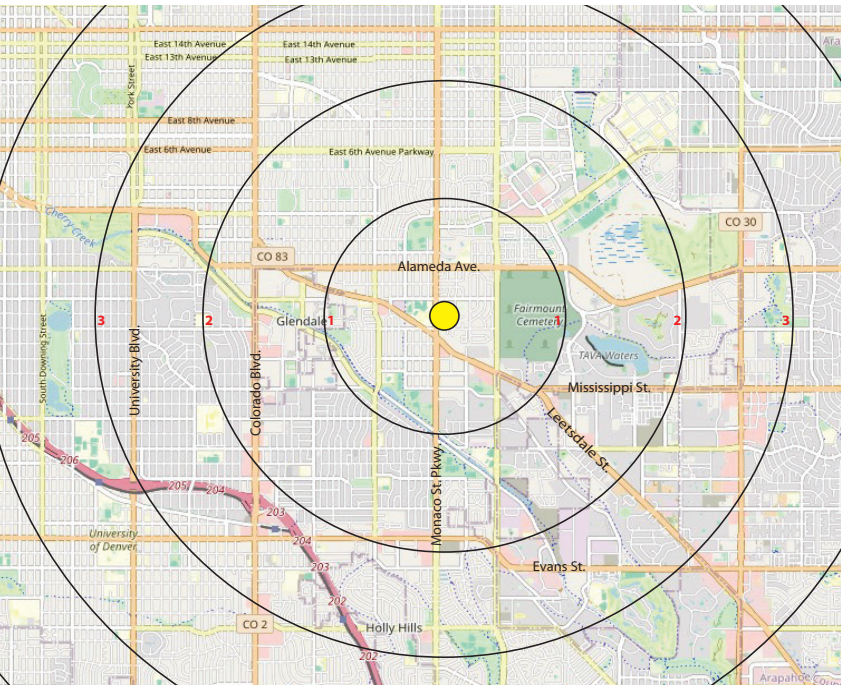 East 14th Avenue
East 14th Avenue
East 13th Avenue
East 13th Avenue
York Street
East 8th Avenue
East 6th Avenue
East 6th Avenue Parkway
Cherry Creek
CO 30
CO 83
Alameda Ave.
Fairmount
Cemetery
Glendale
3
2
1
1
2
3
TAVA Waters
South Downing Street
University Blvd.
Colorado Blvd.
Mississippi St.
Leetsdale St.
Monaco St. Pkwy.
205
206
205
204
203
204
203
202
202
University
of Denver
Evans St.
CO 2
Holly Hills
Arapahoe